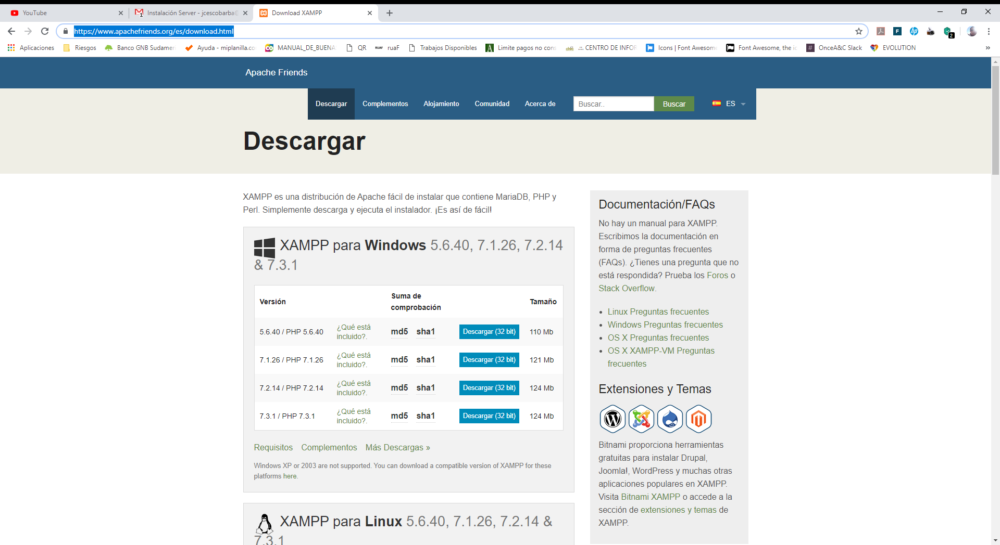 YouTube
Instalación Server - jcescobarba@
Download XAMPP
https://www.apachefriends.org/es/download.html
F
hp
2
Aplicaciones
Riesgos
Banco GNB Sudamer
Ayuda - miplanilla.co
MANUAL_DE_BUENA
QR
ruaF
Trabajos Disponibles
Limite pagos no cons
.::. CENTRO DE INFOR
Icons | Font Awesome
Font Awesome, the ic
OnceA&C Slack
EVOLUTION
»
Apache Friends
Descargar
Complementos
Alojamiento
Comunidad
Acerca de
Buscar..
Buscar
ES
Descargar
XAMPP es una distribución de Apache fácil de instalar que contiene MariaDB, PHP y
Perl. Simplemente descarga y ejecuta el instalador. ¡Es así de fácil!
XAMPP para Windows 5.6.40, 7.1.26, 7.2.14
& 7.3.1
Versión
Suma de
comprobación
Tamaño
5.6.40 / PHP 5.6.40
¿Qué está
incluido?.
md5 sha1
Descargar (32 bit)
110 Mb
7.1.26 / PHP 7.1.26
¿Qué está
incluido?.
md5 sha1
Descargar (32 bit)
121 Mb
7.2.14 / PHP 7.2.14
¿Qué está
incluido?.
md5 sha1
Descargar (32 bit)
124 Mb
7.3.1 / PHP 7.3.1
¿Qué está
incluido?.
md5 sha1
Descargar (32 bit)
124 Mb
Requisitos Complementos Más Descargas »
Windows XP or 2003 are not supported. You can download a compatible version of XAMPP for these
platforms here.
XAMPP para Linux 5.6.40, 7.1.26, 7.2.14 &
7.3.1
Documentación/FAQs
No hay un manual para XAMPP.
Escribimos la documentación en
forma de preguntas frecuentes
(FAQs). ¿Tienes una pregunta que no
está respondida? Prueba los Foros o
Stack Overflow.
Linux Preguntas frecuentes
Windows Preguntas frecuentes
OS X Preguntas frecuentes
OS X XAMPP-VM Preguntas
frecuentes
Extensiones y Temas
Bitnami proporciona herramientas
gratuitas para instalar Drupal,
Joomla!, WordPress y muchas otras
aplicaciones populares en XAMPP.
Visita Bitnami XAMPP o accede a la
sección de extensiones y temas de
XAMPP.